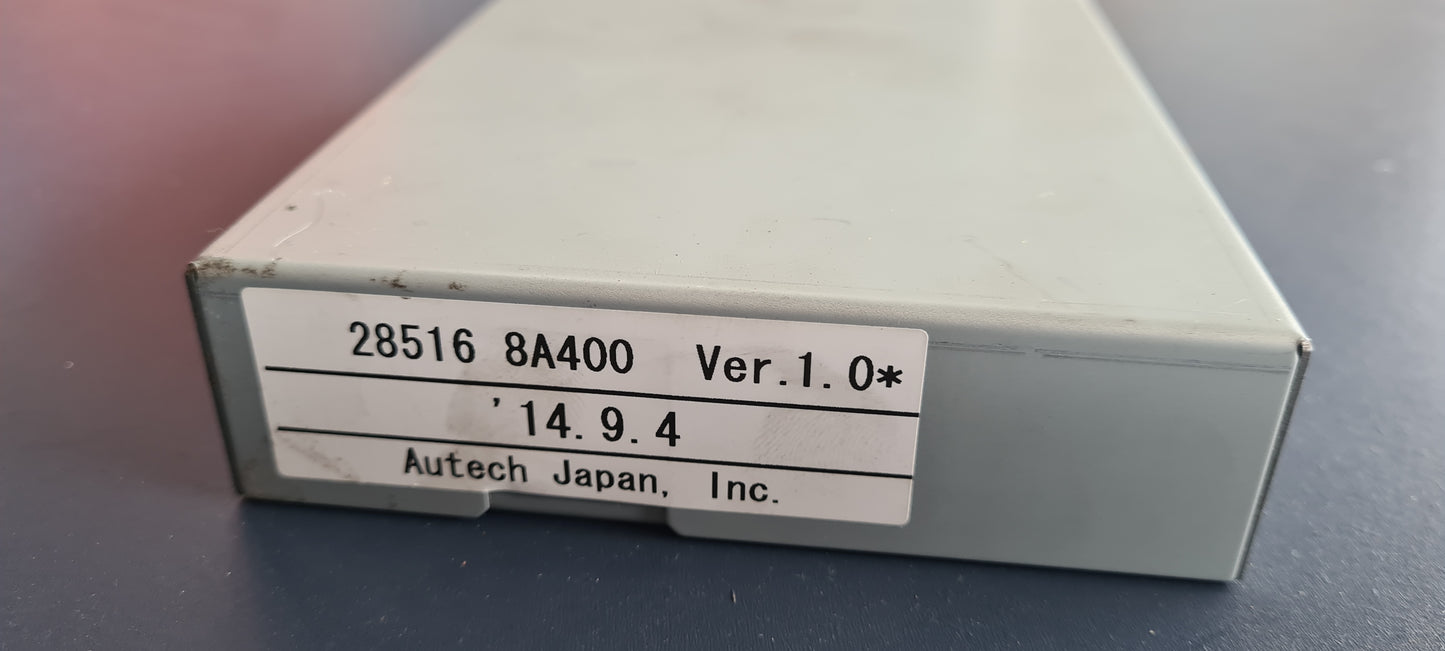 28516 8A400 Ver.1.0*
'14.9.4
Autech Japan, Inc.